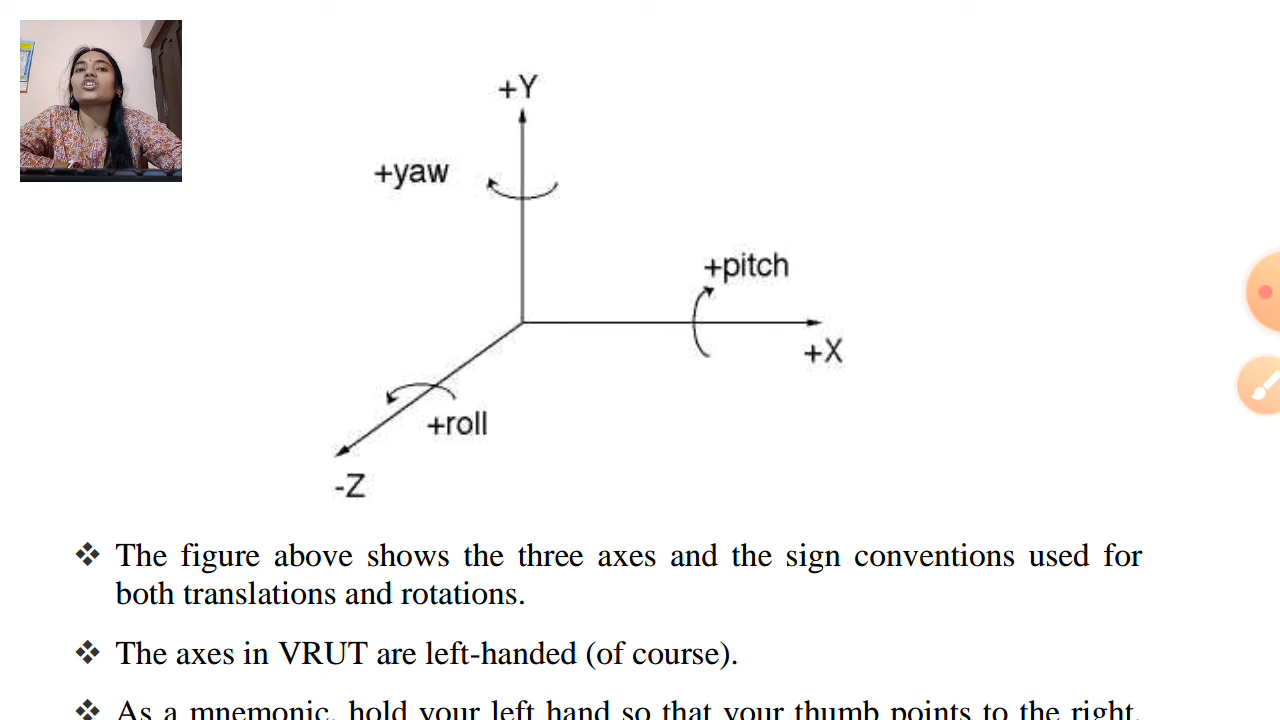 +Y
+yaw
+pitch
+X
+roll
-Z
❖ The figure above shows the three axes and the sign conventions used for
both translations and rotations.
❖ The axes in VRUT are left-handed (of course).
❖ As a mnemonic, hold your left hand so that your thumb points to the right,